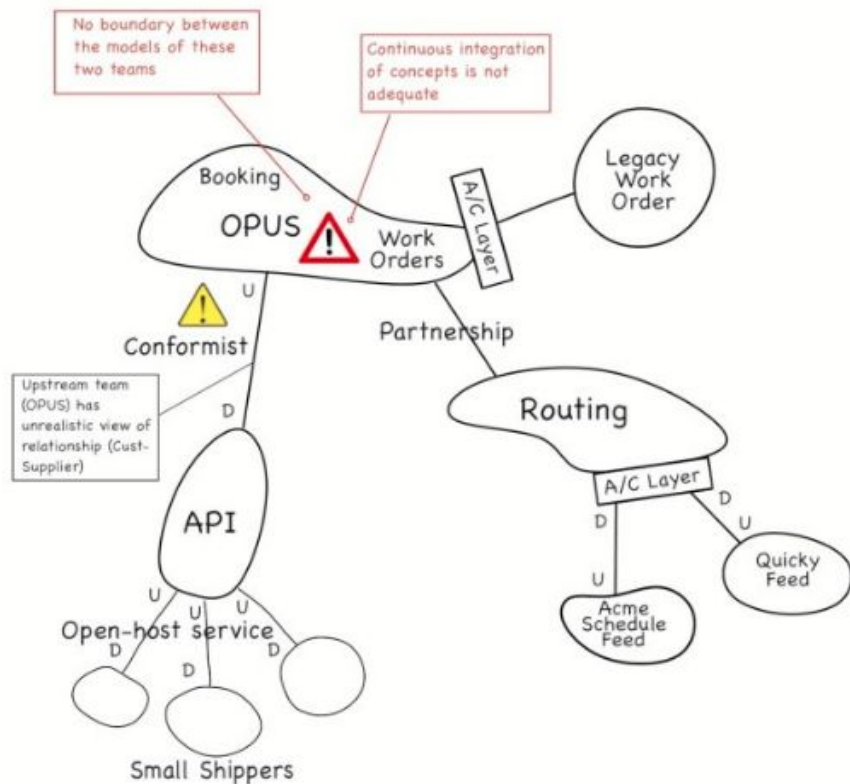 No boundary between
the models of these
two teams
Continuous integration
of concepts is not
adequate
Booking
OPUS
!
Work
Orders
A/C Layer
Legacy
Work
Order
U
!
Conformist
Partnership
Upstream team
(OPUS) has
unrealistic view of
relationship (Cust-
Supplier)
D
Routing
A/C Layer
D
D
U
U
API
Quicky
Feed
Acme
Schedule
Feed
U
U
U
Open-host service
D
D
D
Small Shippers